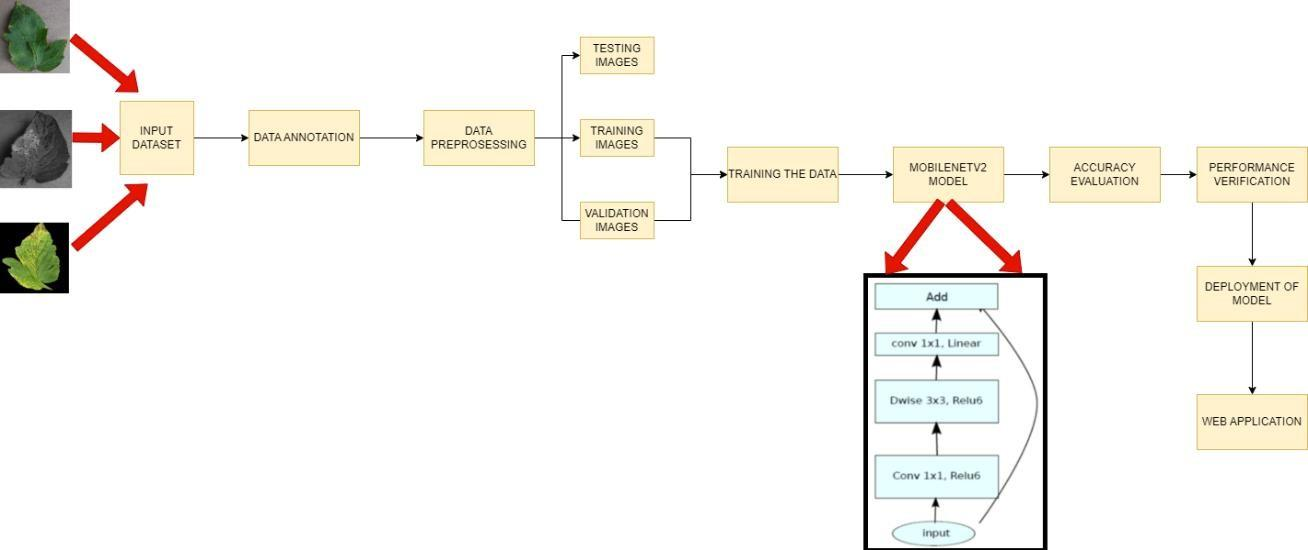 INPUT
DATASET
DATA ANNOTATION
DATA
PREPROSESSING
TESTING
IMAGES
TRAINING
IMAGES
VALIDATION
IMAGES
TRAINING THE DATA
MOBILENETV2
MODEL
ACCURACY
EVALUATION
PERFORMANCE
VERIFICATION
DEPLOYMENT OF
MODEL
WEB APPLICATION
Add
conv 1x1, Linear
Dwise 3x3, Relu6
Conv 1x1, Relu6
input